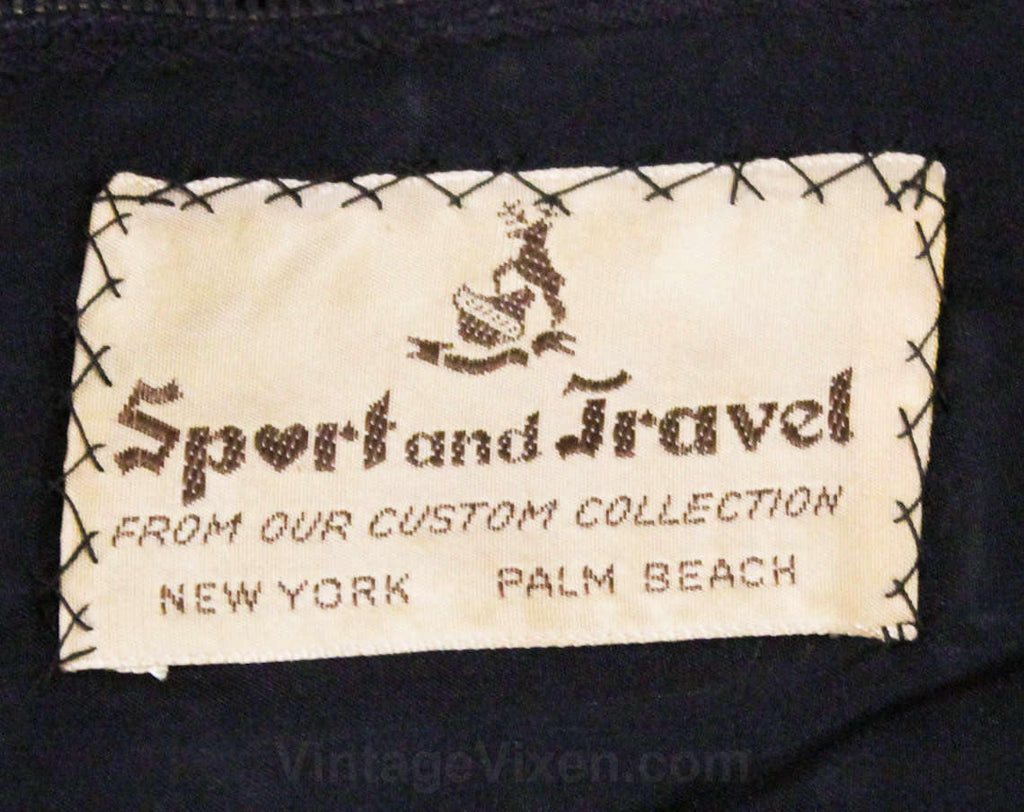 Sport and Travel
FROM OUR CUSTOM COLLECTION
NEW YORK PALM BEACH
VintageVixen.com